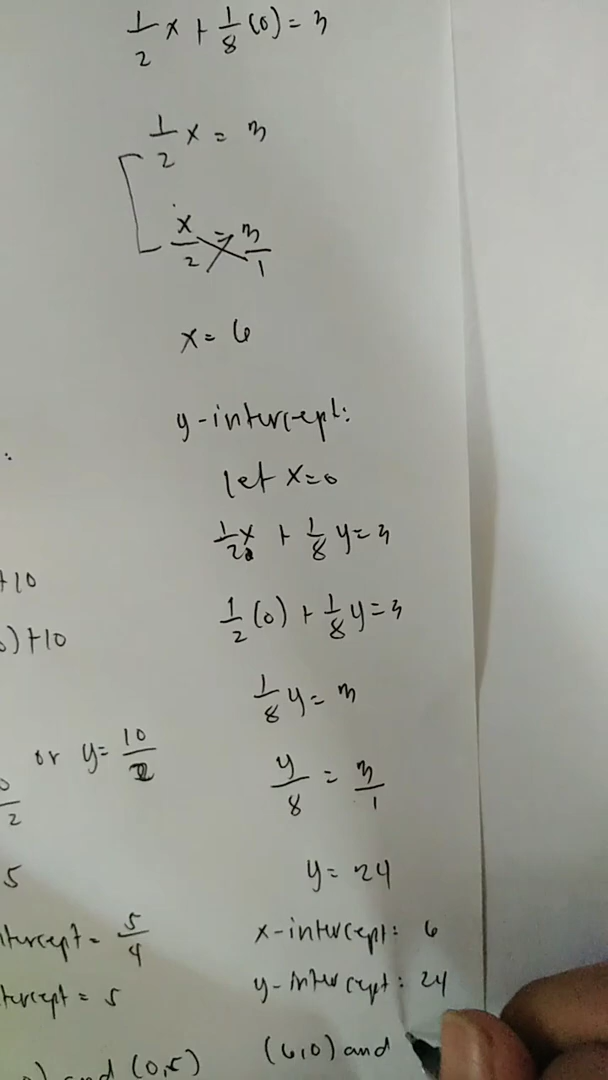 1/2 x + 1/8 (0) = 3
1/2 x = 3
x/2 = 3/1
x = 6
y-intercept:
let x=0
1/2 x + 1/8 y = 3
1/2 (0) + 1/8 y = 3
1/8 y = 3
y/8 = 3/1
y = 24
x-intercept: 6
y-intercept: 24
(6,0) and
:
+10
)+10
or y = 10/2
2
5
= 5/4
= 5
) and (0,5)